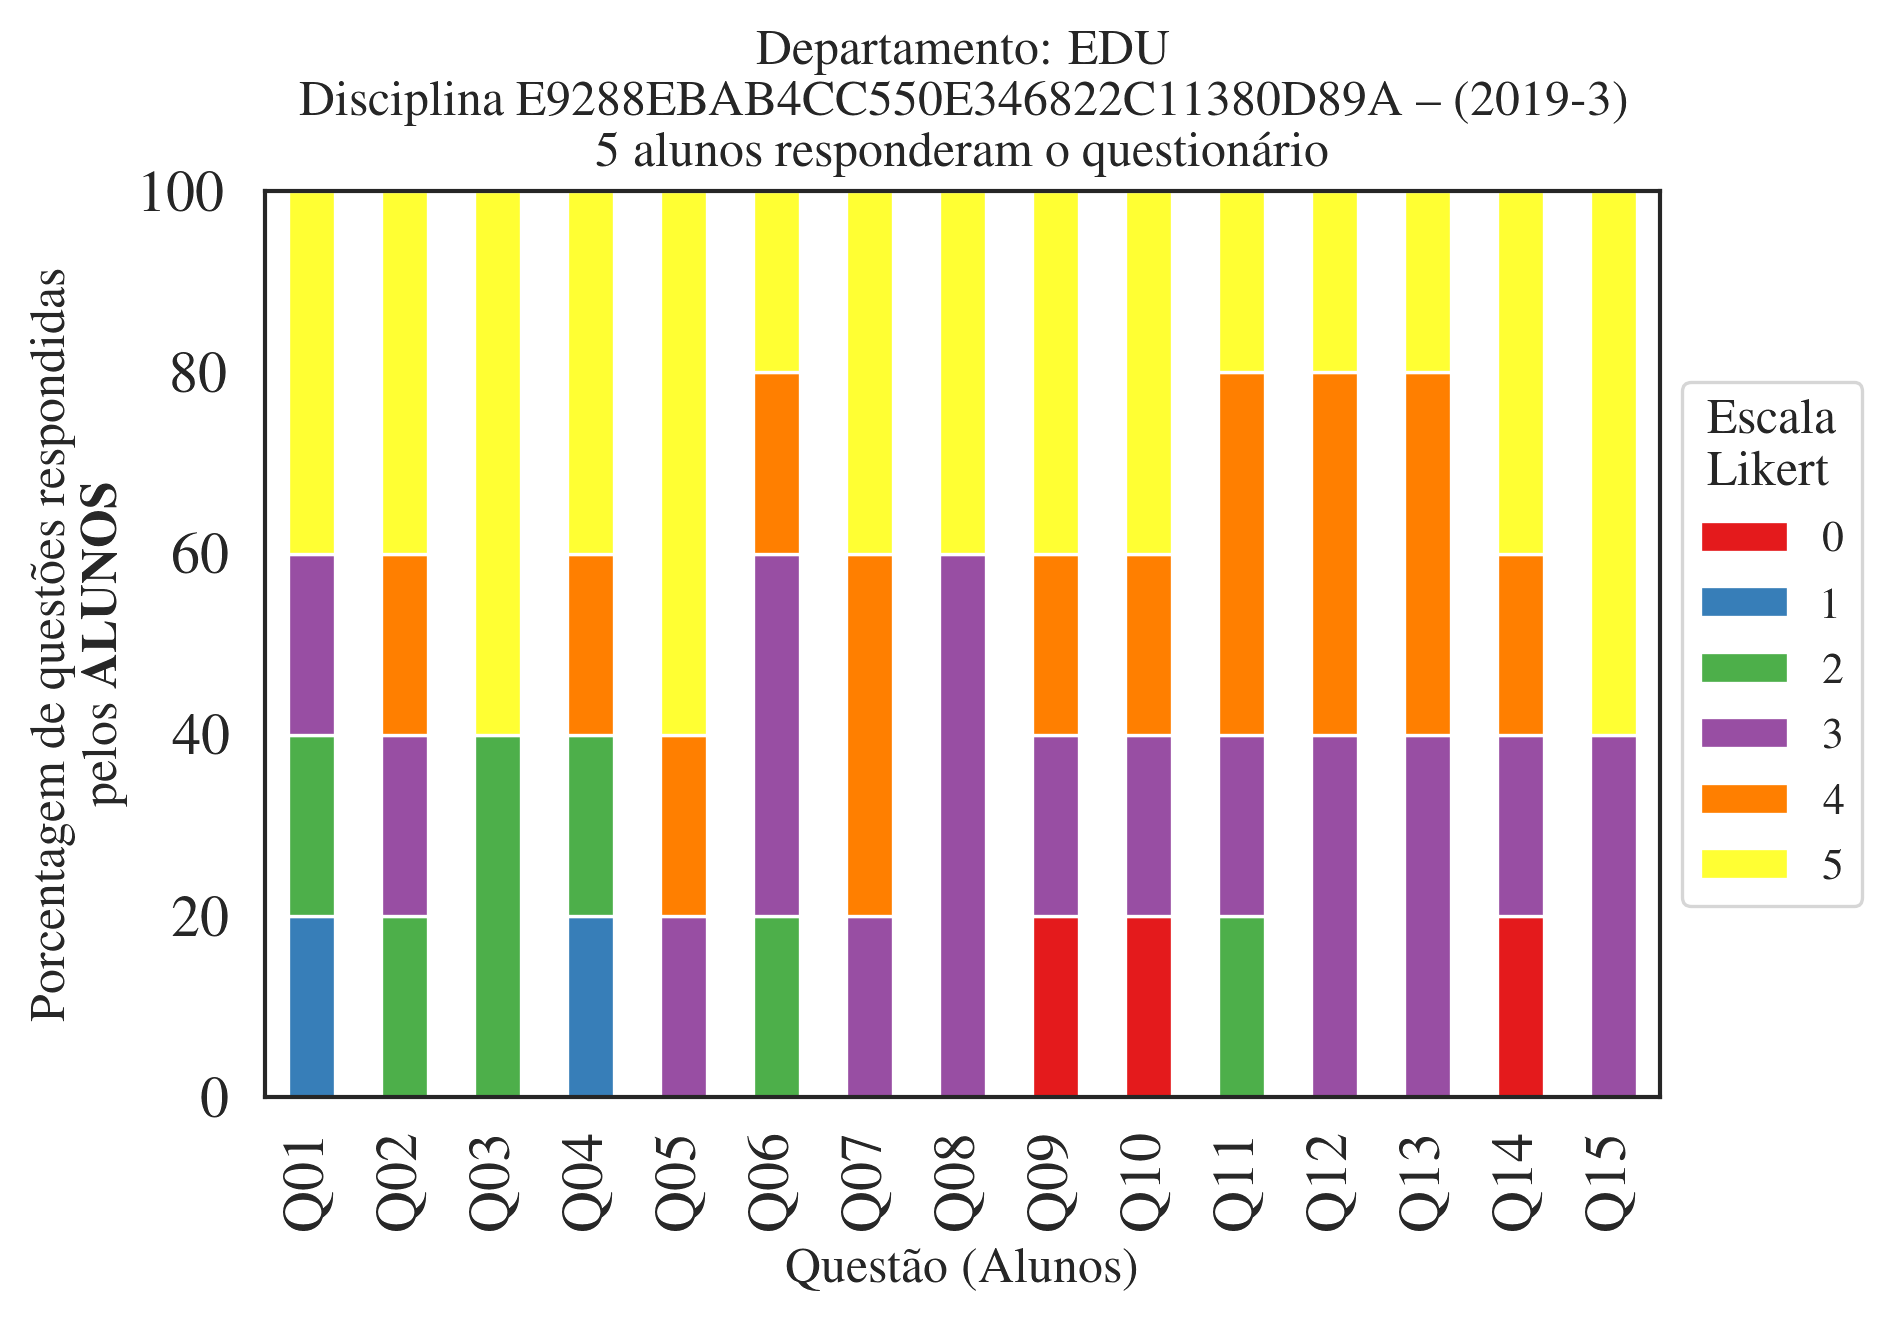 Departamento: EDU
Disciplina E9288EBAB4CC550E346822C11380D89A – (2019-3)
5 alunos responderam o questionário
Porcentagem de questões respondidas
pelos ALUNOS
100
80
60
40
20
0
Q01
Q02
Q03
Q04
Q05
Q06
Q07
Q08
Q09
Q10
Q11
Q12
Q13
Q14
Q15
Questão (Alunos)
Escala
Likert
0
1
2
3
4
5